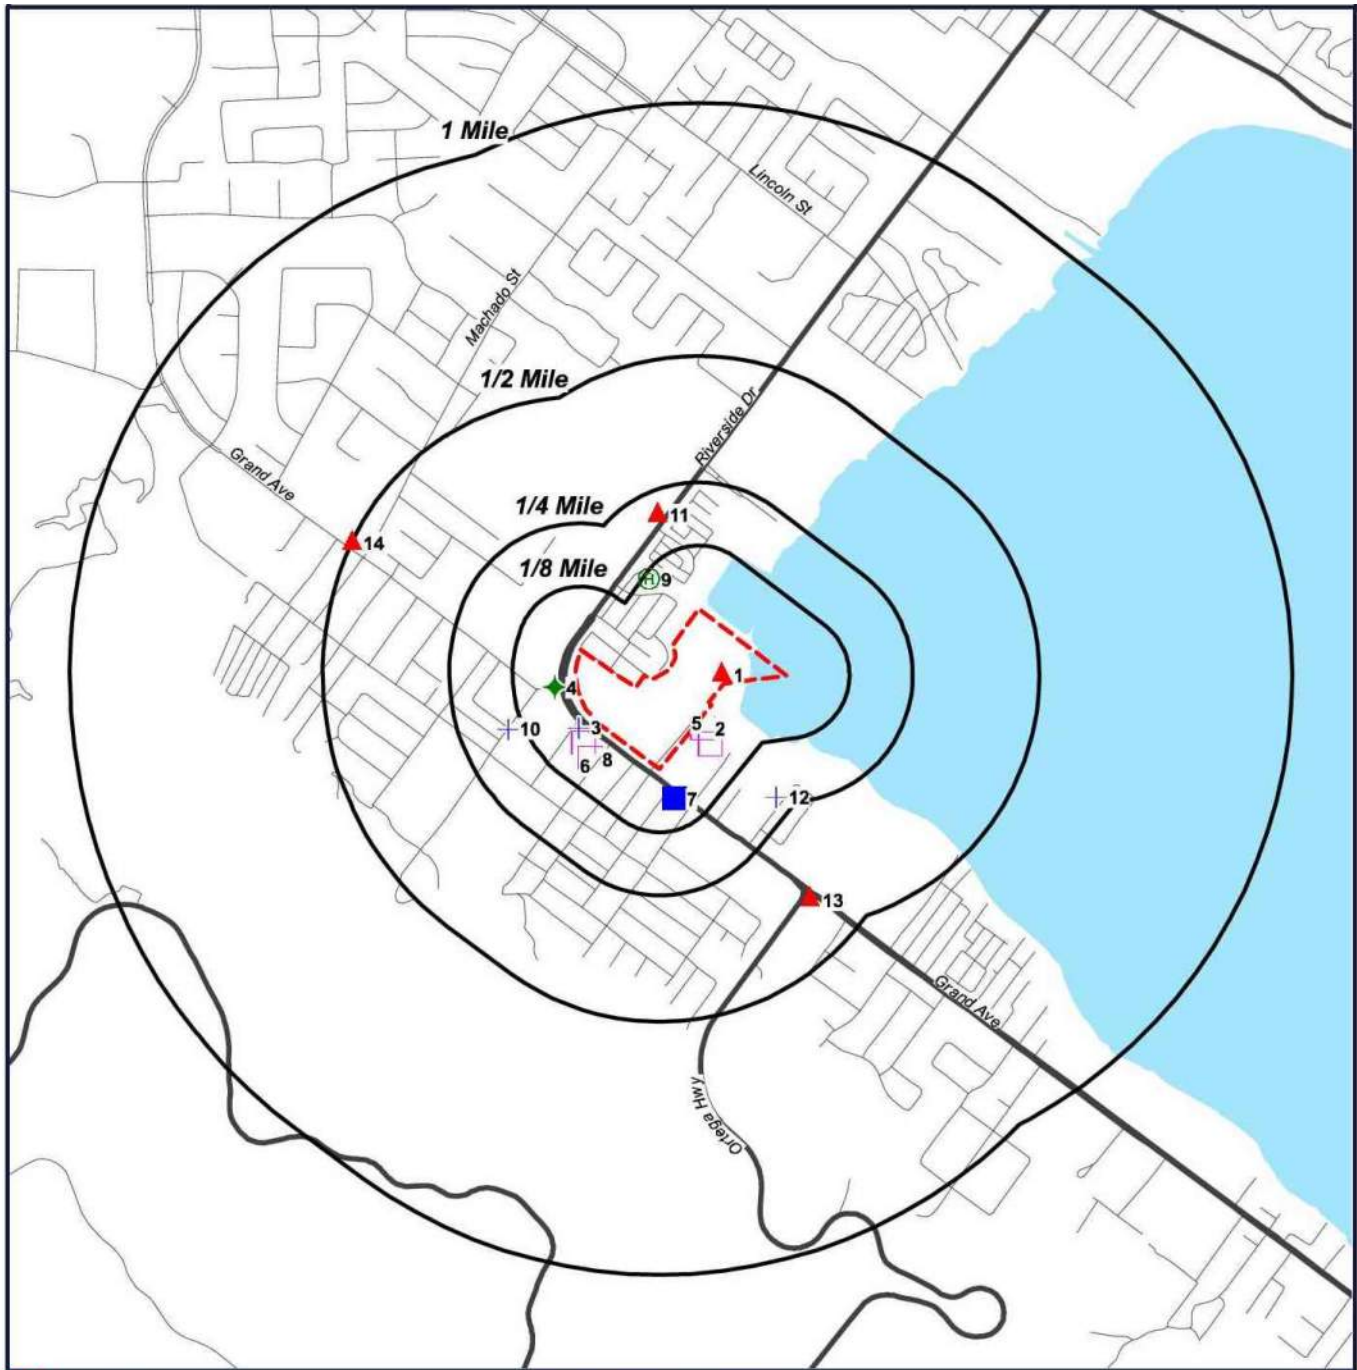 1 Mile
Lincoln St
Machado St
1/2 Mile
Riverside Dr
Grand Ave
1/4 Mile
11
14
1/8 Mile
9
1
4
10
3
5
2
6
8
7
12
13
Grand Ave
Ortega Hwy
H